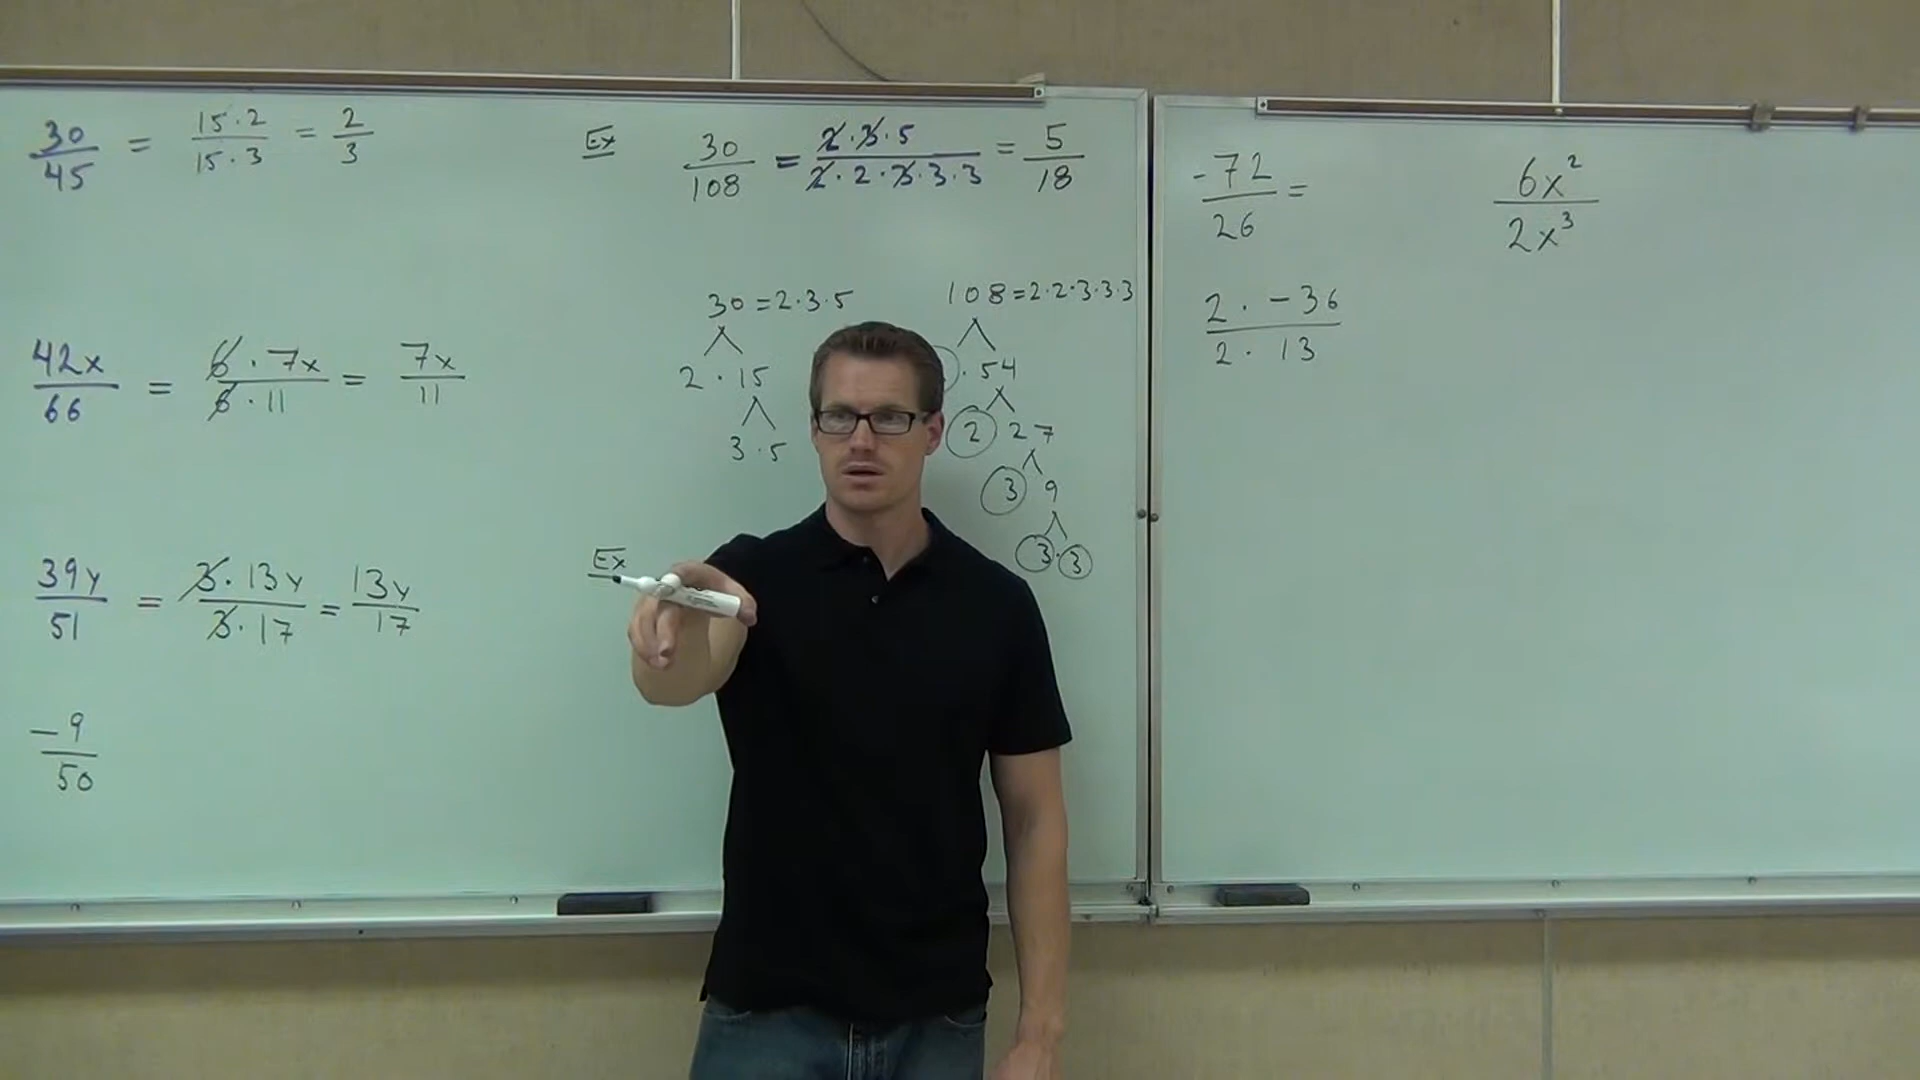 30/45 = 15·2/15·3 = 2/3
42x/66 = 6·7x/6·11 = 7x/11
39y/51 = 3·13y/3·17 = 13y/17
-9/50
Ex 30/108 = 2·3·5/2·2·3·3·3 = 5/18
30=2·3·5
2·15
3·5
108=2·2·3·3·3
·54
2 27
3 9
3·3
Ex
-72/26 =
2·-36/2·13
6x²/2x³